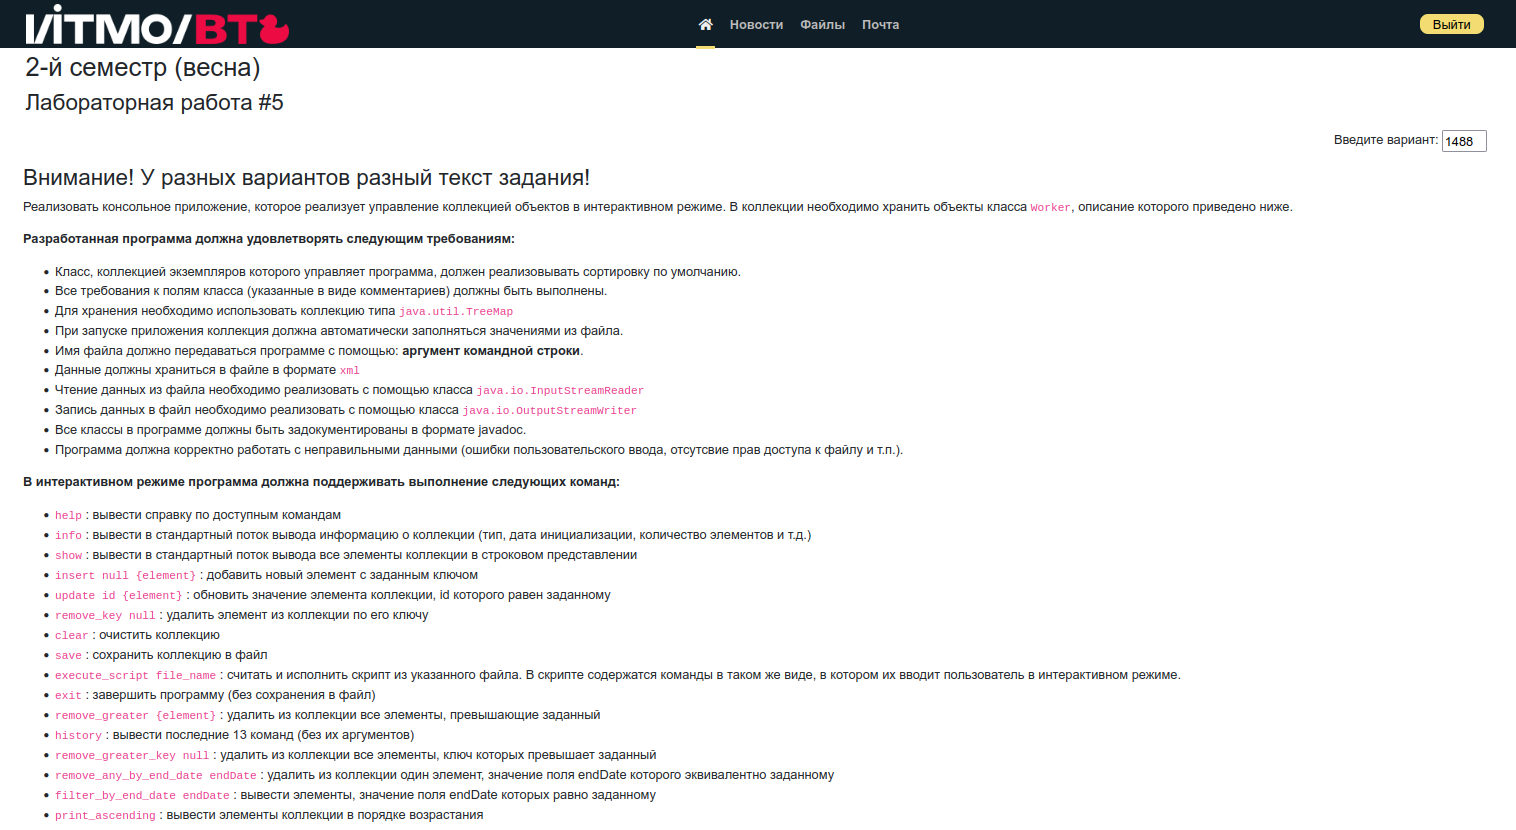 ИТМО/ВТ
Новости Файлы Почта
Выйти
2-й семестр (весна)
Лабораторная работа #5
Введите вариант: 1488
Внимание! У разных вариантов разный текст задания!
Реализовать консольное приложение, которое реализует управление коллекцией объектов в интерактивном режиме. В коллекции необходимо хранить объекты класса Worker, описание которого приведено ниже.
Разработанная программа должна удовлетворять следующим требованиям:
• Класс, коллекцией экземпляров которого управляет программа, должен реализовывать сортировку по умолчанию.
• Все требования к полям класса (указанные в виде комментариев) должны быть выполнены.
• Для хранения необходимо использовать коллекцию типа java.util.TreeMap
• При запуске приложения коллекция должна автоматически заполняться значениями из файла.
• Имя файла должно передаваться программе с помощью: аргумент командной строки.
• Данные должны храниться в файле в формате xml
• Чтение данных из файла необходимо реализовать с помощью класса java.io.InputStreamReader
• Запись данных в файл необходимо реализовать с помощью класса java.io.OutputStreamWriter
• Все классы в программе должны быть задокументированы в формате javadoc.
• Программа должна корректно работать с неправильными данными (ошибки пользовательского ввода, отсутсвие прав доступа к файлу и т.п.).
В интерактивном режиме программа должна поддерживать выполнение следующих команд:
• help : вывести справку по доступным командам
• info : вывести в стандартный поток вывода информацию о коллекции (тип, дата инициализации, количество элементов и т.д.)
• show : вывести в стандартный поток вывода все элементы коллекции в строковом представлении
• insert null {element} : добавить новый элемент с заданным ключом
• update id {element} : обновить значение элемента коллекции, id которого равен заданному
• remove_key null : удалить элемент из коллекции по его ключу
• clear : очистить коллекцию
• save : сохранить коллекцию в файл
• execute_script file_name : считать и исполнить скрипт из указанного файла. В скрипте содержатся команды в таком же виде, в котором их вводит пользователь в интерактивном режиме.
• exit : завершить программу (без сохранения в файл)
• remove_greater {element} : удалить из коллекции все элементы, превышающие заданный
• history : вывести последние 13 команд (без их аргументов)
• remove_greater_key null : удалить из коллекции все элементы, ключ которых превышает заданный
• remove_any_by_end_date endDate : удалить из коллекции один элемент, значение поля endDate которого эквивалентно заданному
• filter_by_end_date endDate : вывести элементы, значение поля endDate которых равно заданному
• print_ascending : вывести элементы коллекции в порядке возрастания